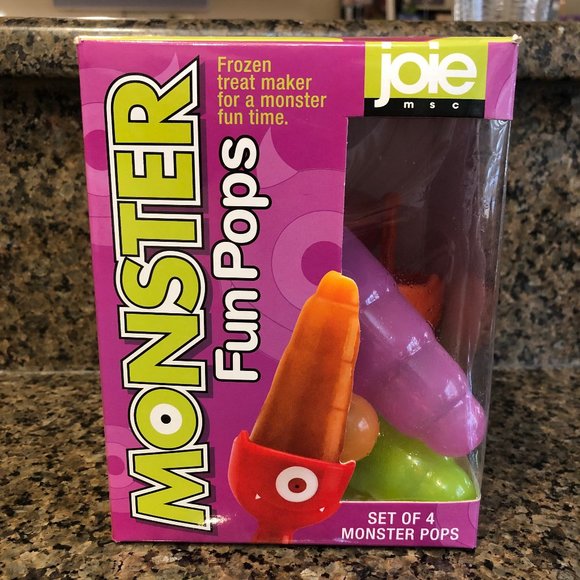 MONSTER
Fun Pops
Frozen
treat maker
for a monster
fun time.
joie
msc
SET OF 4
MONSTER POPS